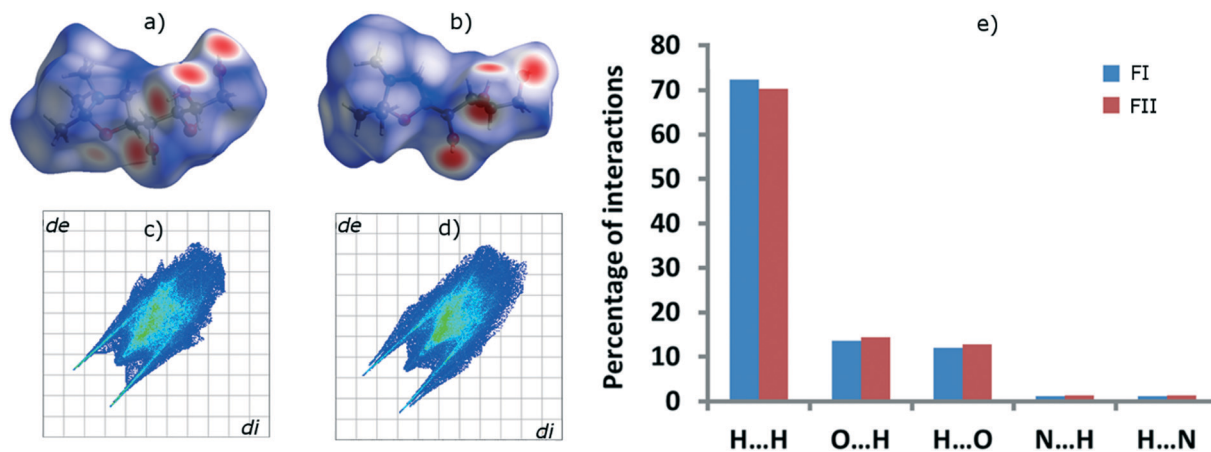 a)
b)
e)
de
c)
di
de
d)
di
Percentage of interactions
80
70
60
50
40
30
20
10
0
FI
FII
H...H O...H H...O N...H H...N